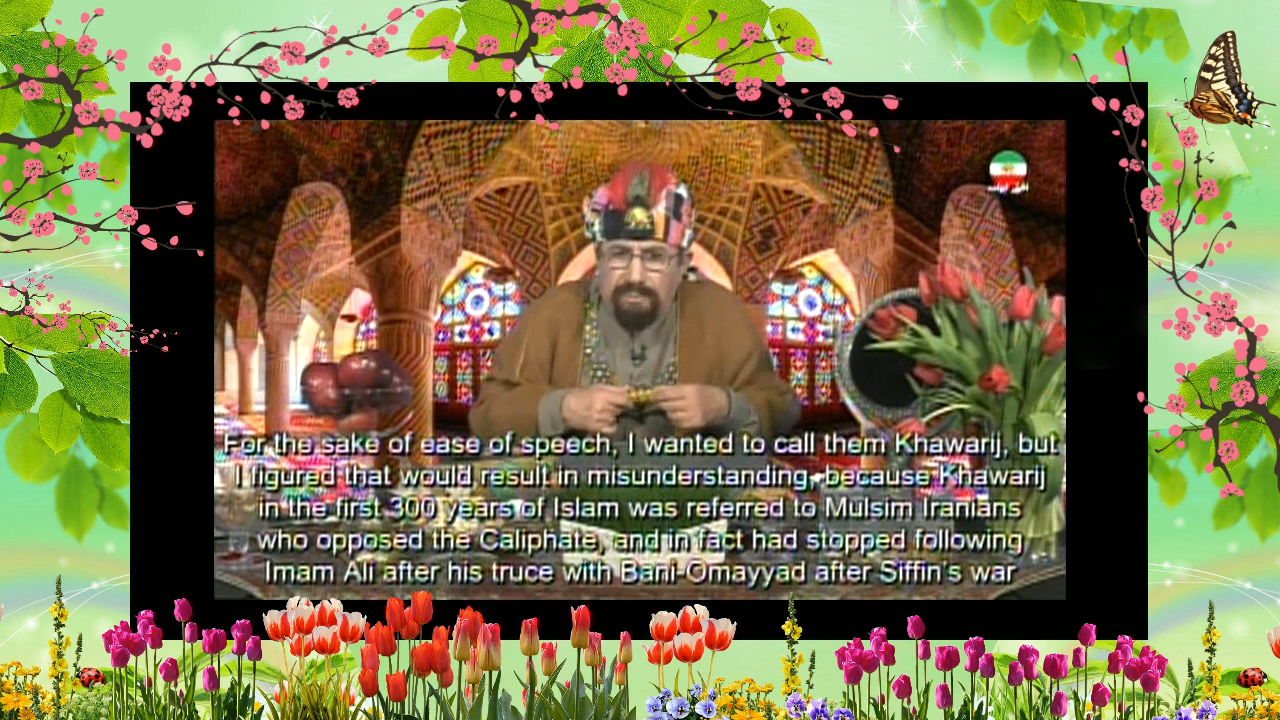 For the sake of ease of speech, I wanted to call them Khawarij, but
I figured that would result in misunderstanding, because Khawarij
in the first 300 years of Islam was referred to Mulsim Iranians
who opposed the Caliphate, and in fact had stopped following
Imam Ali after his truce with Bani-Omayyad after Siffin's war